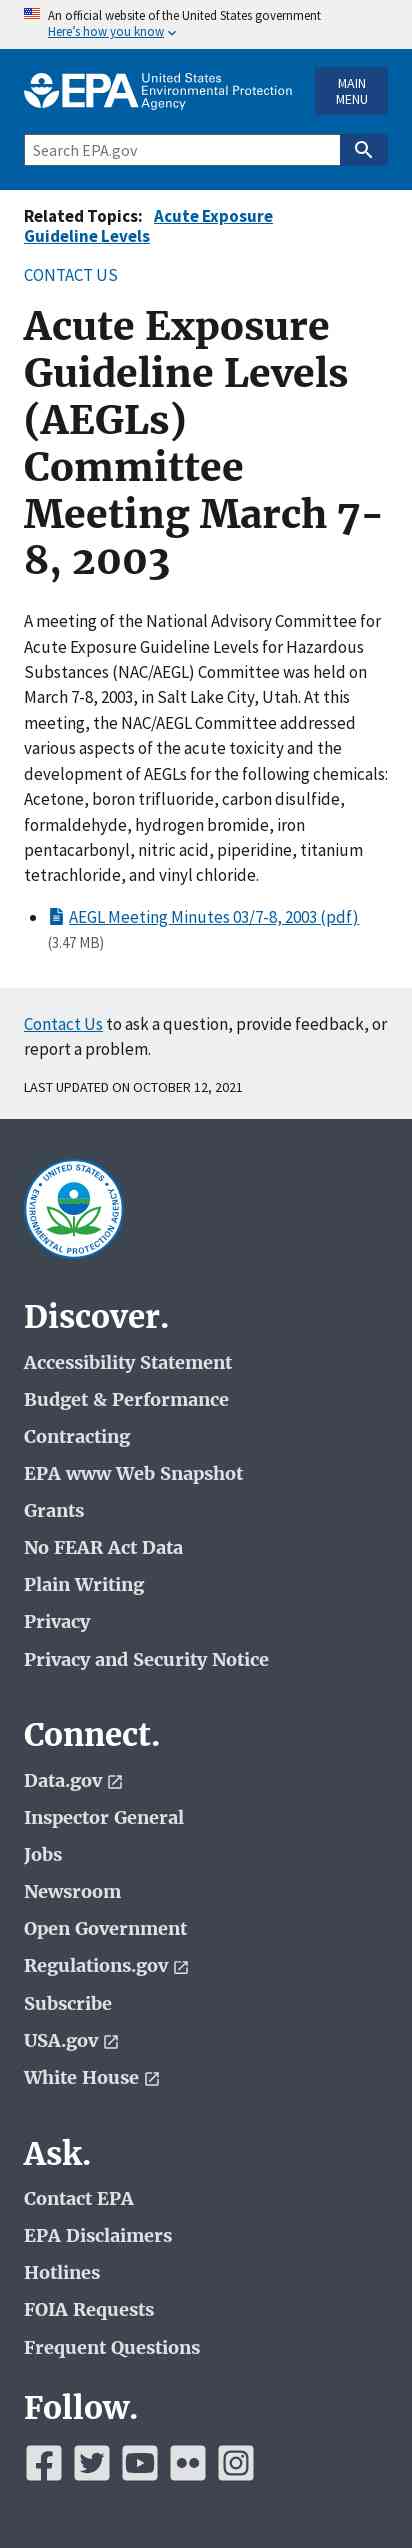 An official website of the United States government
Here's how you know
EPA United States
Environmental Protection
Agency
MAIN
MENU
Search EPA.gov
Related Topics: Acute Exposure
Guideline Levels
CONTACT US
Acute Exposure
Guideline Levels
(AEGLs)
Committee
Meeting March 7-
8, 2003
A meeting of the National Advisory Committee for
Acute Exposure Guideline Levels for Hazardous
Substances (NAC/AEGL) Committee was held on
March 7-8, 2003, in Salt Lake City, Utah. At this
meeting, the NAC/AEGL Committee addressed
various aspects of the acute toxicity and the
development of AEGLs for the following chemicals:
Acetone, boron trifluoride, carbon disulfide,
formaldehyde, hydrogen bromide, iron
pentacarbonyl, nitric acid, piperidine, titanium
tetrachloride, and vinyl chloride.
• AEGL Meeting Minutes 03/7-8, 2003 (pdf)
(3.47 MB)
Contact Us to ask a question, provide feedback, or
report a problem.
LAST UPDATED ON OCTOBER 12, 2021
UNITED STATES
ENVIRONMENTAL PROTECTION AGENCY
Discover.
Accessibility Statement
Budget & Performance
Contracting
EPA www Web Snapshot
Grants
No FEAR Act Data
Plain Writing
Privacy
Privacy and Security Notice
Connect.
Data.gov
Inspector General
Jobs
Newsroom
Open Government
Regulations.gov
Subscribe
USA.gov
White House
Ask.
Contact EPA
EPA Disclaimers
Hotlines
FOIA Requests
Frequent Questions
Follow.